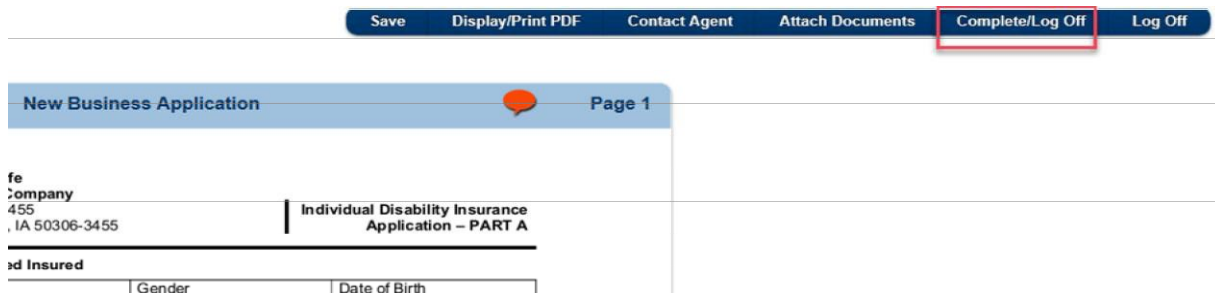 Save Display/Print PDF Contact Agent Attach Documents Complete/Log Off Log Off
New Business Application Page 1
fe
Company
455
, IA 50306-3455
Individual Disability Insurance
Application – PART A
ed Insured
Gender Date of Birth